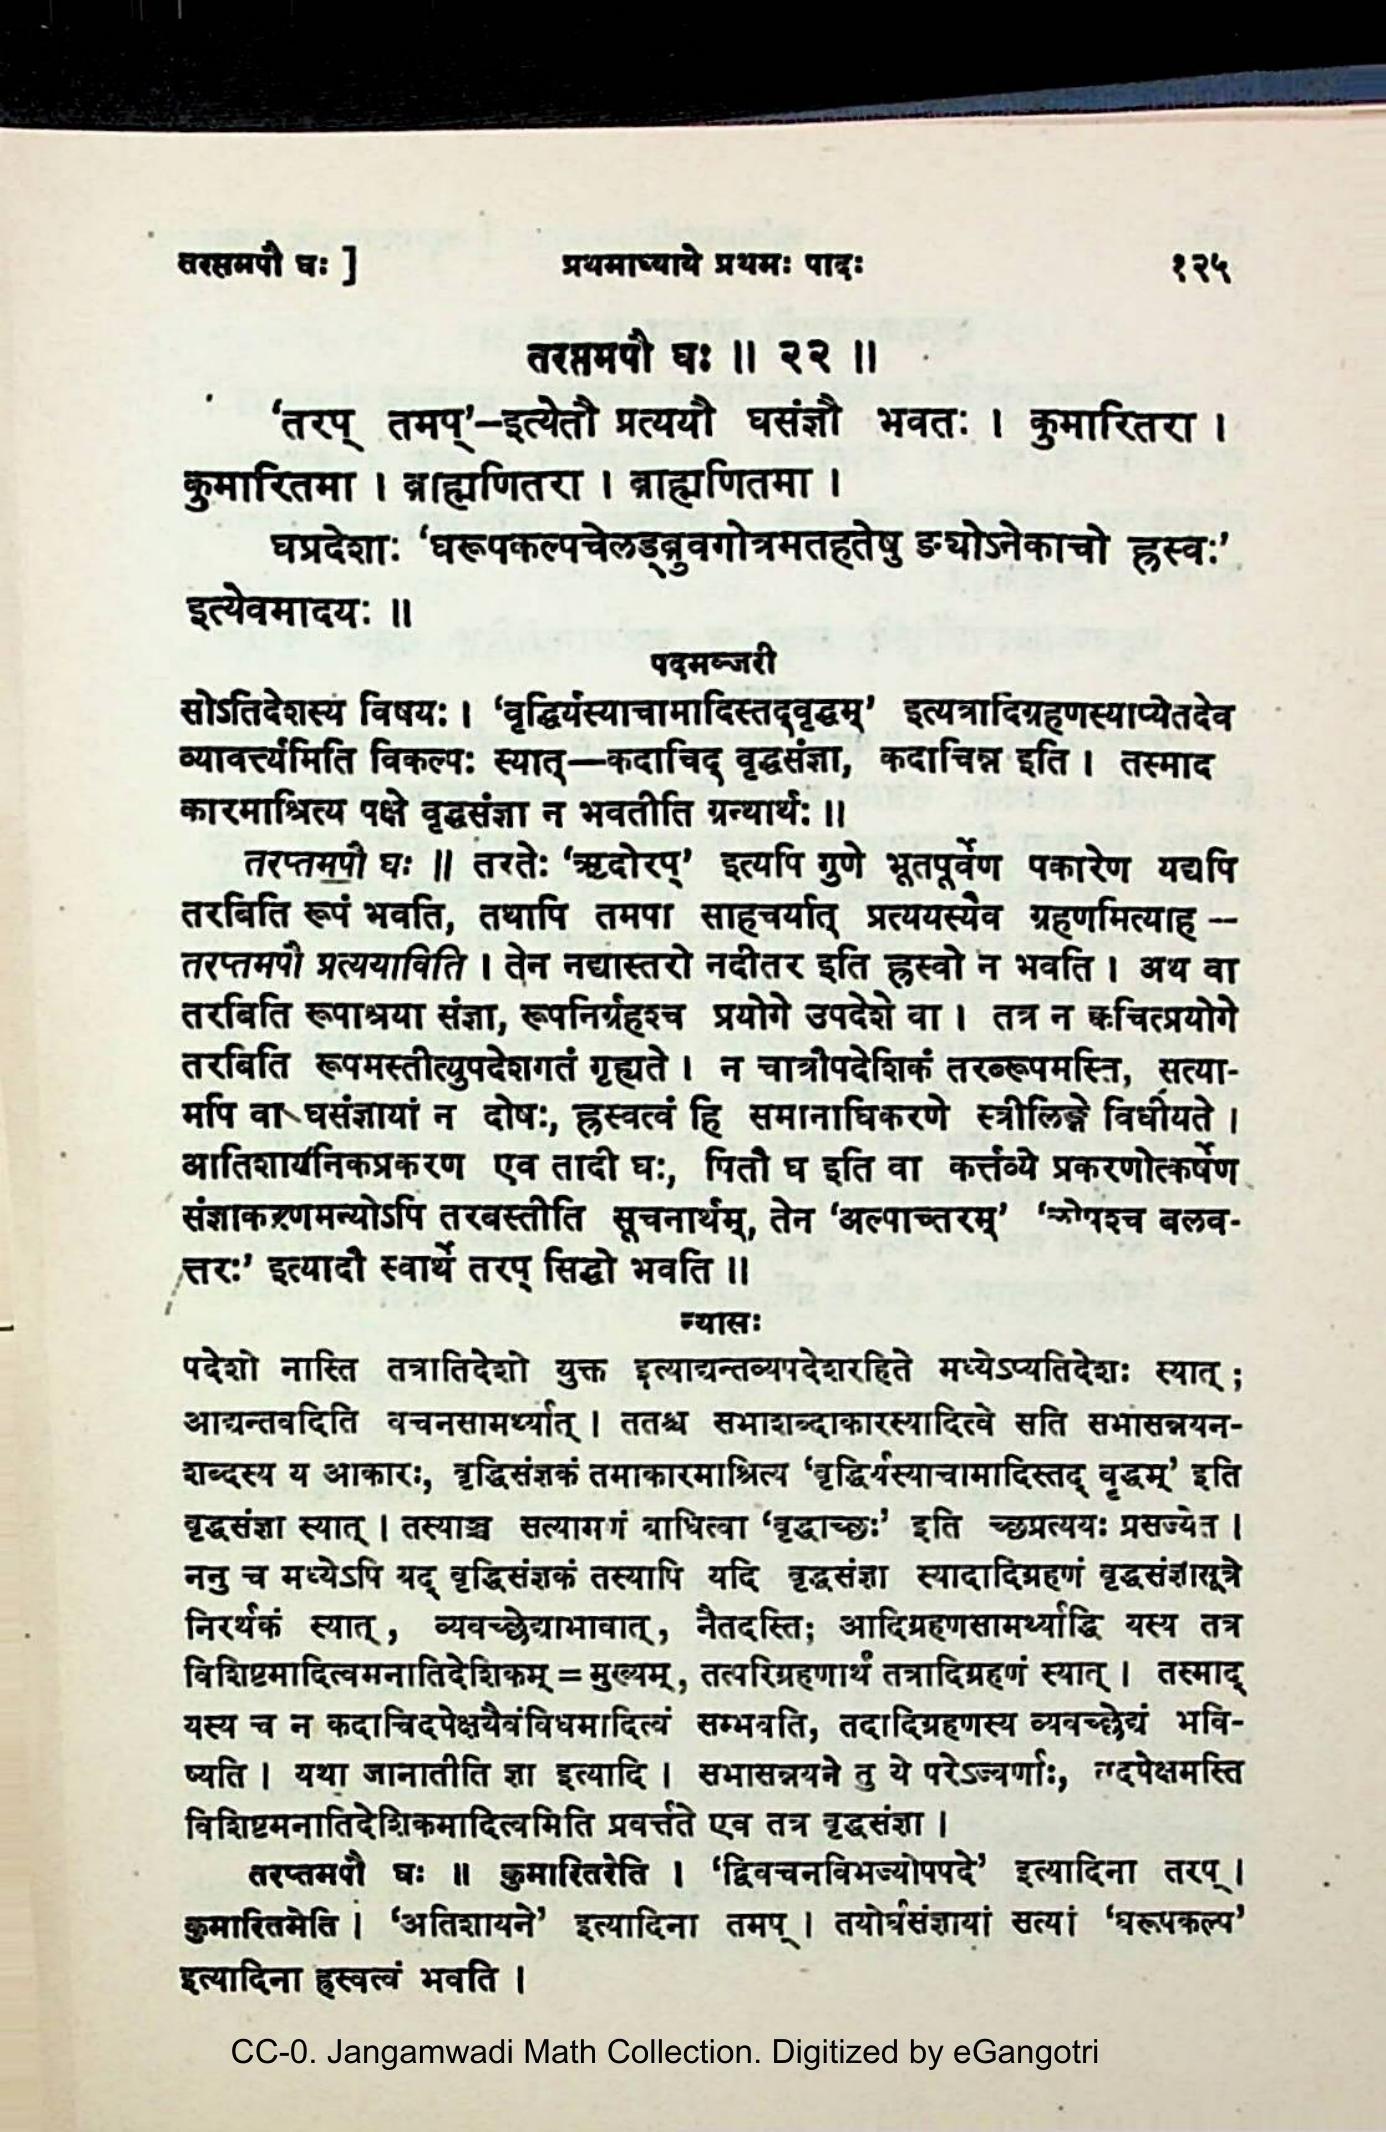 तरप्तमपौ घः ] प्रथमाध्याये प्रथमः पादः १२५
तरप्तमपौ घः ॥ २२ ॥
‘तरप् तमप्’—इत्येतौ प्रत्ययौ घसंज्ञौ भवतः । कुमारितरा ।
कुमारितमा । ब्राह्मणितरा । ब्राह्मणितमा ।
घप्रदेशाः ‘घरूपकल्पचेलड्ब्रुवगोत्रमतहतेषु ङ्योऽनेकाचो ह्रस्वः’
इत्येवमादयः ॥
पदमञ्जरी
सोऽतिदेशस्य विषयः । ‘वृद्धिर्यस्याचामादिस्तद्वृद्धम्’ इत्यत्रादिग्रहणस्याप्येतदेव
व्यावर्त्त्यमिति विकल्पः स्यात्—कदाचिद् वृद्धसंज्ञा, कदाचिन्न इति । तस्माद
कारमाश्रित्य पक्षे वृद्धसंज्ञा न भवतीति ग्रन्थार्थः ॥
तरप्तमपौ घः ॥ तरतेः ‘ऋदोरप्’ इत्यपि गुणे भूतपूर्वेण पकारेण यद्यपि
तरबिति रूपं भवति, तथापि तमपा साहचर्यात् प्रत्ययस्यैव ग्रहणमित्याह --
तरप्तमपौ प्रत्ययाविति । तेन नद्यास्तरो नदीतर इति ह्रस्वो न भवति । अथ वा
तरबिति रूपाश्रया संज्ञा, रूपनिर्ग्रहश्च प्रयोगे उपदेशे वा । तत्र न क्वचित्प्रयोगे
तरबिति रूपमस्तीत्युपदेशगतं गृह्यते । न चात्रौपदेशिकं तरब्रूपमस्ति, सत्या-
मपि वा घसंज्ञायां न दोषः, ह्रस्वत्वं हि समानाधिकरणे स्त्रीलिङ्गे विधीयते ।
आतिशायनिकप्रकरण एव तादी घः, पितौ घ इति वा कर्त्तव्ये प्रकरणोत्कर्षेण
संज्ञाकरणमन्योऽपि तरबस्तीति सूचनार्थम्, तेन ‘अल्पाच्तरम्’ ‘लोपश्च बलव-
त्तरः’ इत्यादौ स्वार्थे तरप् सिद्धो भवति ॥
न्यासः
पदेशो नास्ति तत्रातिदेशो युक्त इत्याद्यन्तव्यपदेशरहिते मध्येऽप्यतिदेशः स्यात् ;
आद्यन्तवदिति वचनसामर्थ्यात् । ततश्च सभाशब्दाकारस्यादित्वे सति सभासन्नयन-
शब्दस्य य आकारः, वृद्धिसंज्ञकं तमाकारमाश्रित्य ‘वृद्धिर्यस्याचामादिस्तद् वृद्धम्’ इति
वृद्धसंज्ञा स्यात् । तस्याञ्च सत्यामणं बाधित्वा ‘वृद्धाच्छः’ इति च्छप्रत्ययः प्रसज्येत ।
ननु च मध्येऽपि यद् वृद्धिसंज्ञकं तस्यापि यदि वृद्धसंज्ञा स्यादादिग्रहणं वृद्धसंज्ञासूत्रे
निरर्थकं स्यात् , व्यवच्छेद्याभावात् , नैतदस्ति; आदिग्रहणसामर्थ्याद्धि यस्य तत्र
विशिष्टमादित्वमनातिदेशिकम् = मुख्यम् , तत्परिग्रहणार्थं तत्रादिग्रहणं स्यात् । तस्माद्
यस्य च न कदाचिदपेक्षयैवंविधमादित्वं सम्भवति, तदादिग्रहणस्य व्यवच्छेद्यं भवि-
ष्यति । यथा जानातीति ज्ञा इत्यादि । सभासन्नयने तु ये परेऽज्वर्णाः, तदपेक्षमस्ति
विशिष्टमनातिदेशिकमादित्वमिति प्रवर्त्तते एव तत्र वृद्धसंज्ञा ।
तरप्तमपौ घः ॥ कुमारितरेति । ‘द्विवचनविभज्योपपदे’ इत्यादिना तरप् ।
कुमारितमेति । ‘अतिशायने’ इत्यादिना तमप् । तयोर्घसंज्ञायां सत्यां ‘घरूपकल्प’
इत्यादिना ह्रस्वत्वं भवति ।
CC-0. Jangamwadi Math Collection. Digitized by eGangotri